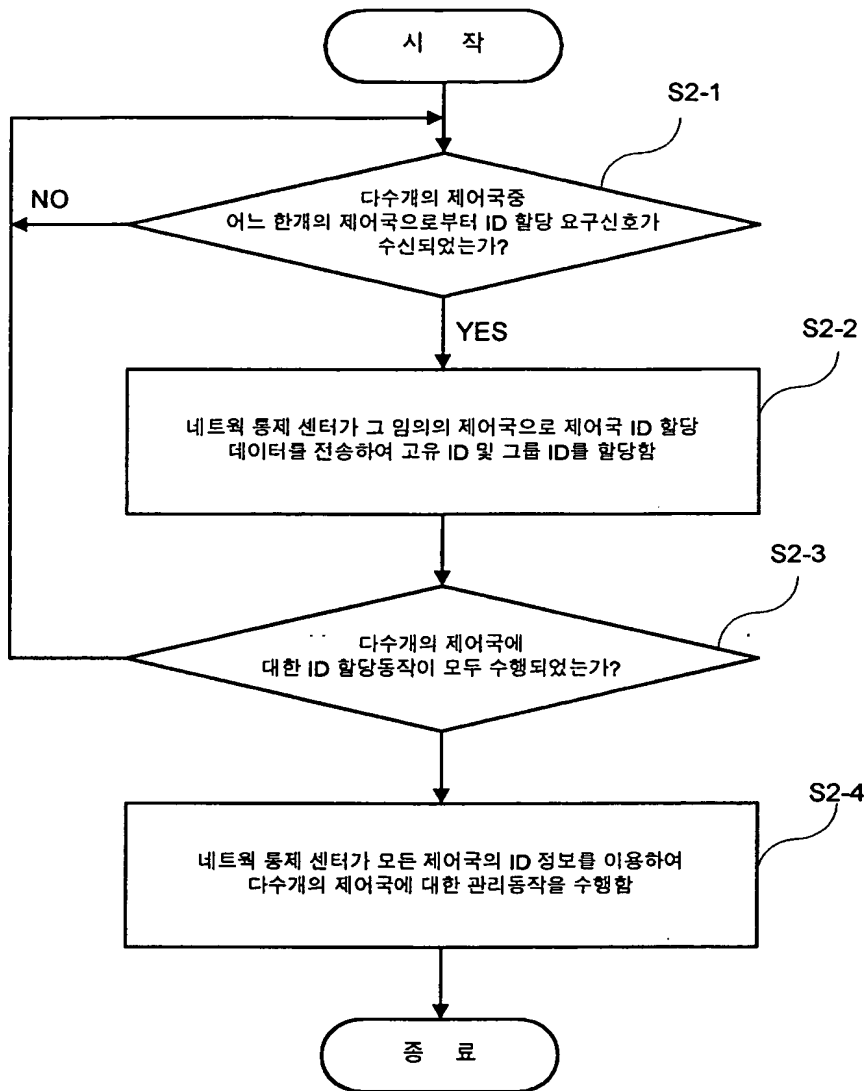 시 작
S2-1
NO
다수개의 제어국중
어느 한개의 제어국으로부터 ID 할당 요구신호가
수신되었는가?
YES
S2-2
네트웍 통제 센터가 그 임의의 제어국으로 제어국 ID 할당
데이터를 전송하여 고유 ID 및 그룹 ID를 할당함
S2-3
다수개의 제어국에
대한 ID 할당동작이 모두 수행되었는가?
S2-4
네트웍 통제 센터가 모든 제어국의 ID 정보를 이용하여
다수개의 제어국에 대한 관리동작을 수행함
종 료